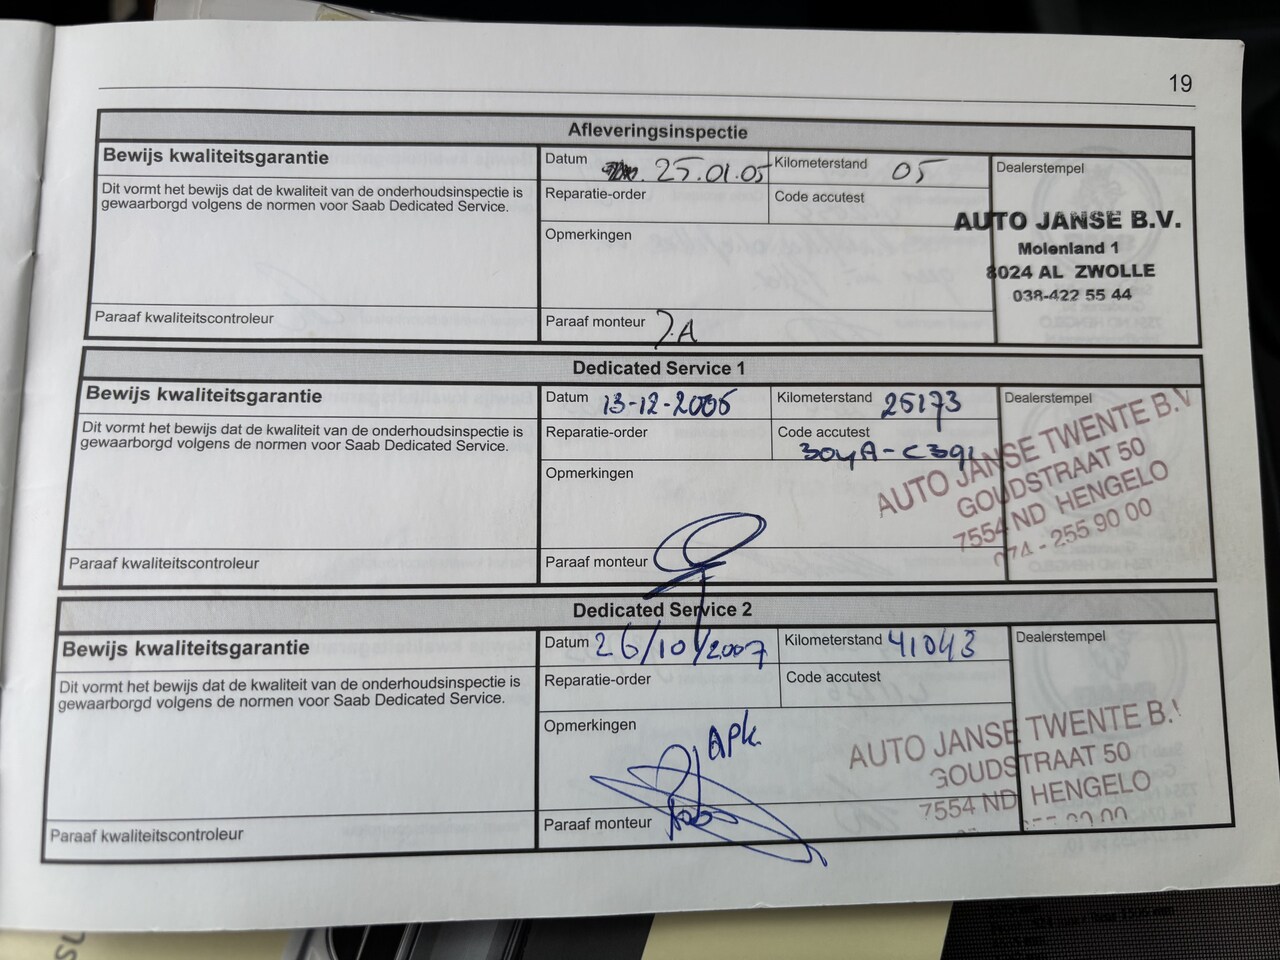 19
Afleveringsinspectie
Bewijs kwaliteitsgarantie
Dit vormt het bewijs dat de kwaliteit van de onderhoudsinspectie is
gewaarborgd volgens de normen voor Saab Dedicated Service.
Paraaf kwaliteitscontroleur
Datum 25.01.05
Kilometerstand 05
Reparatie-order
Code accutest
Opmerkingen
Paraaf monteur J.A
Dealerstempel
AUTO JANSE B.V.
Molenland 1
8024 AL ZWOLLE
038-422 55 44
Dedicated Service 1
Bewijs kwaliteitsgarantie
Dit vormt het bewijs dat de kwaliteit van de onderhoudsinspectie is
gewaarborgd volgens de normen voor Saab Dedicated Service.
Paraaf kwaliteitscontroleur
Datum 13-12-2006
Kilometerstand 25173
Reparatie-order
Code accutest
304A-C391
Opmerkingen
Paraaf monteur
Dealerstempel
AUTO JANSE TWENTE B.V
GOUDSTRAAT 50
7554 ND HENGELO
074 - 255 90 00
Dedicated Service 2
Bewijs kwaliteitsgarantie
Dit vormt het bewijs dat de kwaliteit van de onderhoudsinspectie is
gewaarborgd volgens de normen voor Saab Dedicated Service.
Paraaf kwaliteitscontroleur
Datum 26/10/2007
Kilometerstand 41043
Reparatie-order
Code accutest
Opmerkingen
APK
Paraaf monteur
Dealerstempel
AUTO JANSE TWENTE B.V
GOUDSTRAAT 50
7554 ND HENGELO